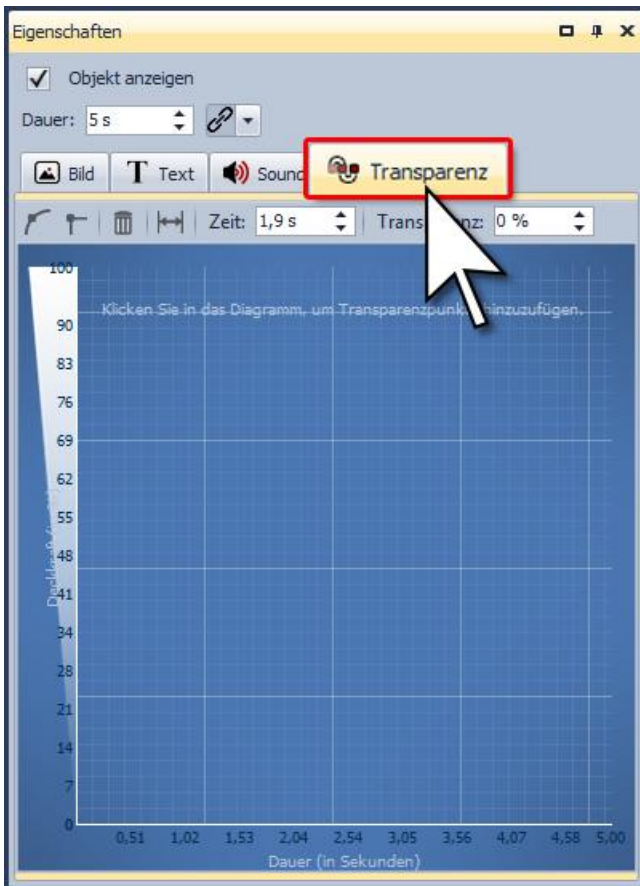 Eigenschaften
Objekt anzeigen
Dauer: 5 s
Bild Text Sound Transparenz
Zeit: 1,9 s 0 %
Klicken Sie in das Diagramm, um hinzuzufügen.
100
90
83
76
69
62
55
48
41
34
28
21
14
7
0
0,51 1,02 1,53 2,04 2,54 3,05 3,56 4,07 4,58 5,00
Dauer (in Sekunden)